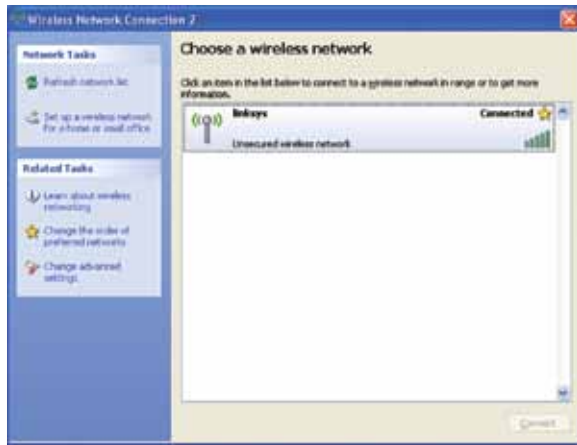 Wireless Network Connection 2
Network Tasks
Refresh network list
Set up a wireless network
for a home or small office
Related Tasks
Learn about wireless
networking
Change the order of
preferred networks
Change advanced
settings
Choose a wireless network
Click an item in the list below to connect to a wireless network in range or to get more
information.
linksys
Connected
Unsecured wireless network
Connect